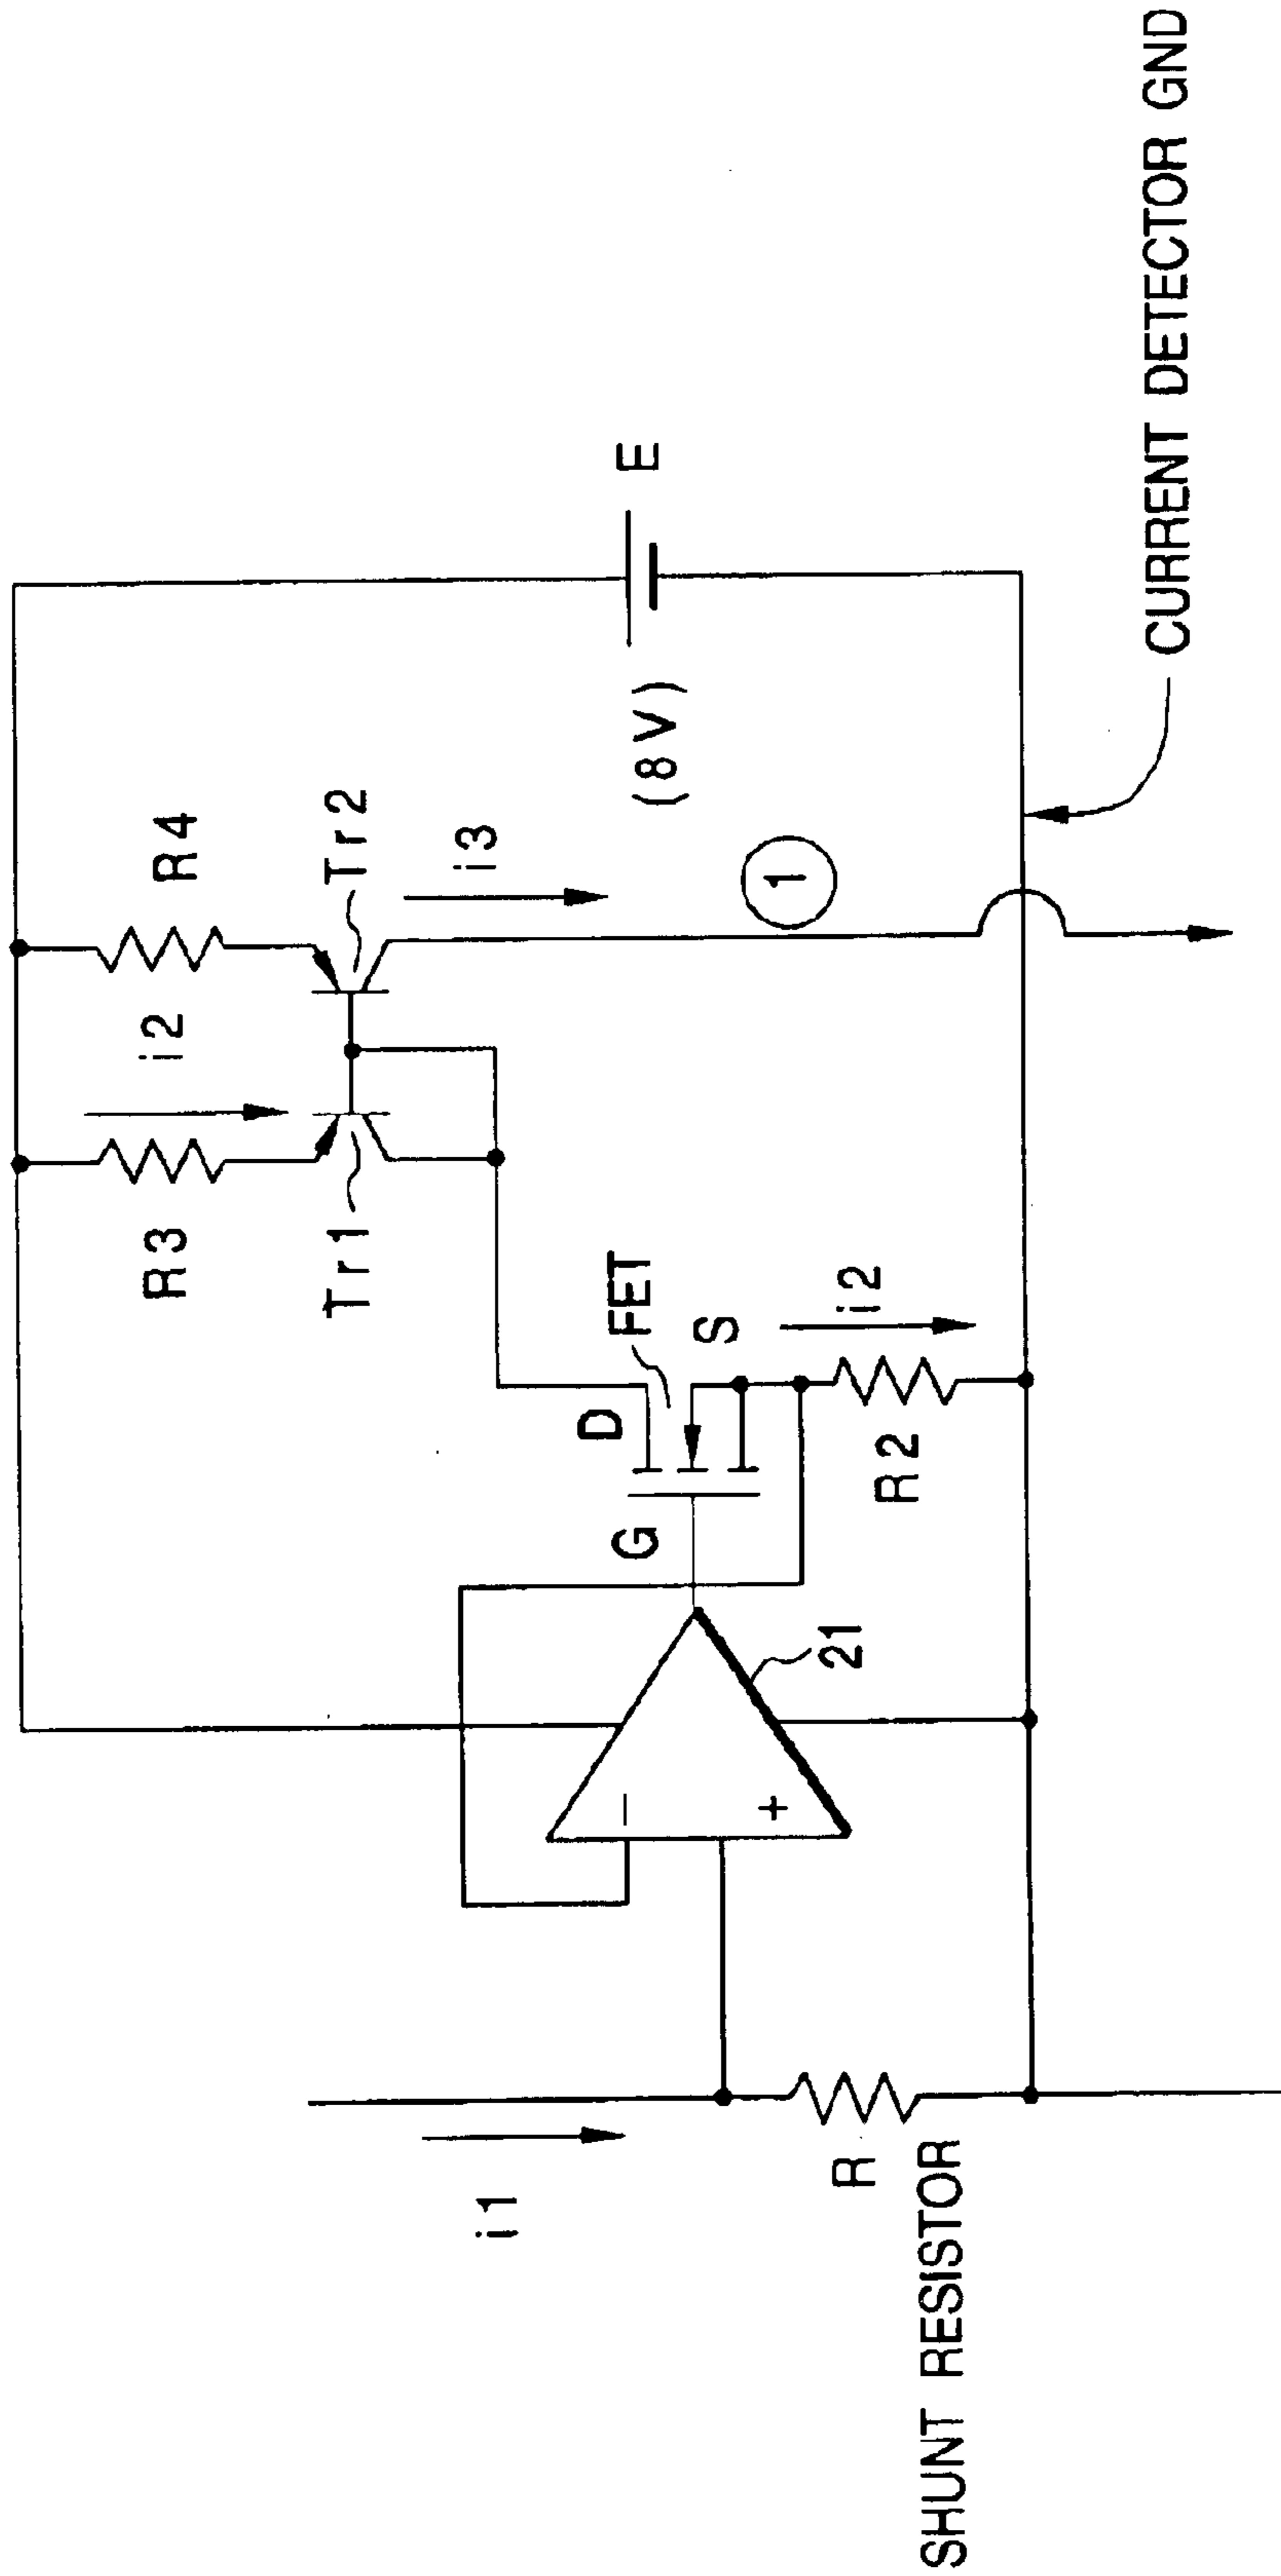 R3
i2
R4
Tr1
Tr2
i3
E
(8V)
1
FET
D
S
G
i2
R2
−
+
21
i1
R
SHUNT RESISTOR
CURRENT DETECTOR GND